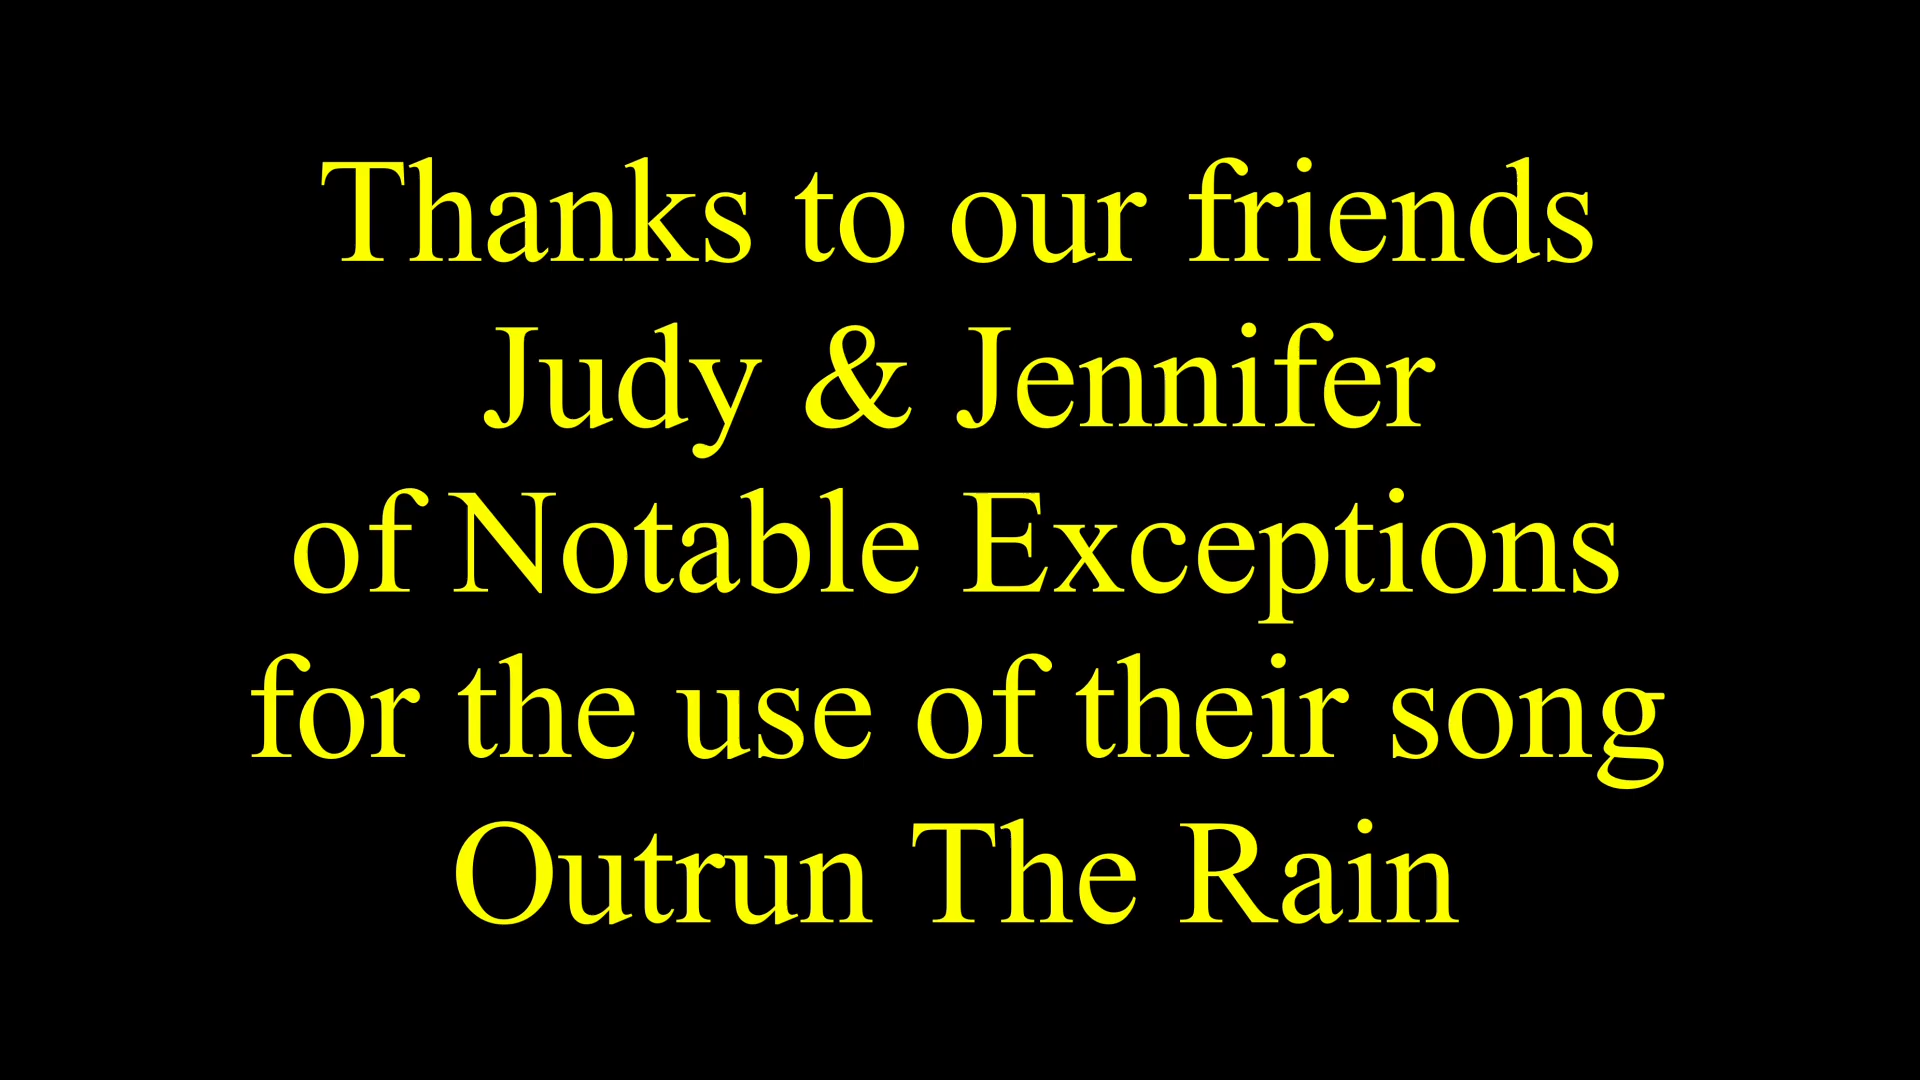 Thanks to our friends
Judy & Jennifer
of Notable Exceptions
for the use of their song
Outrun The Rain